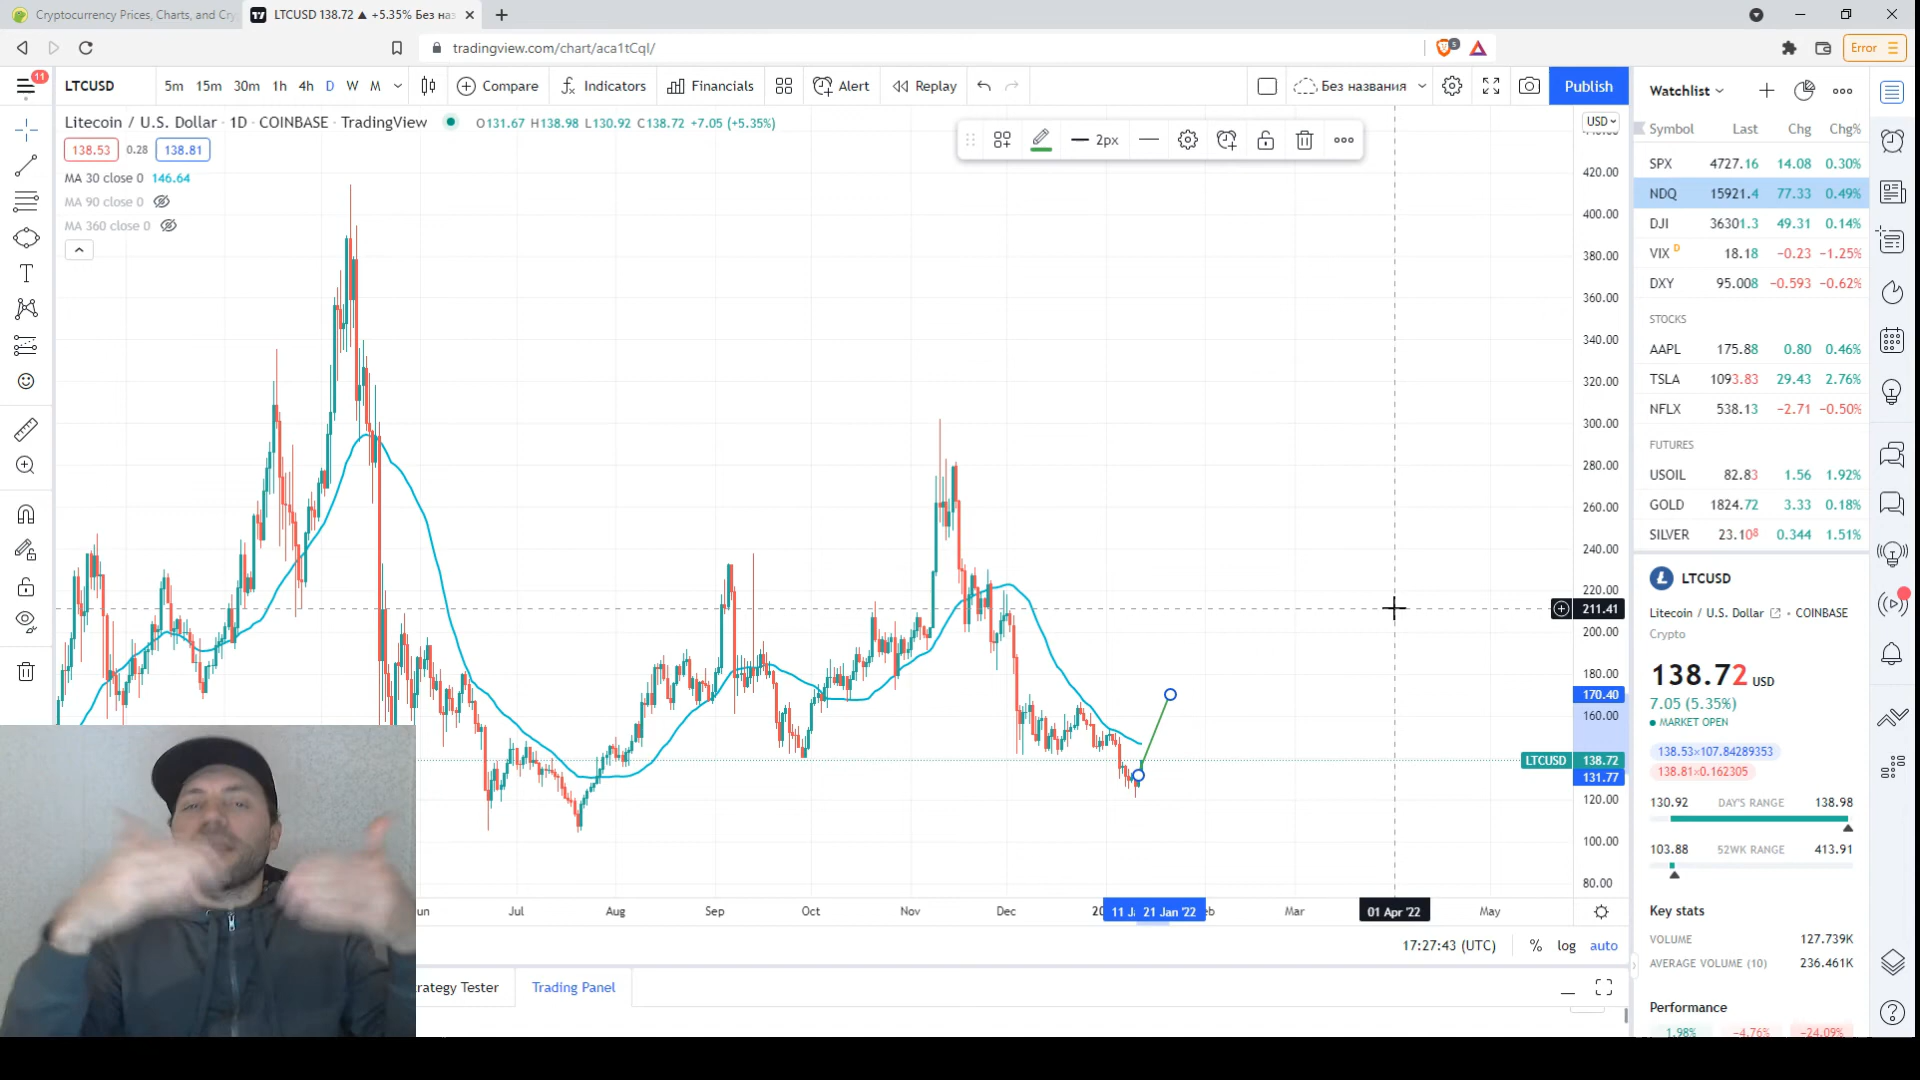 Cryptocurrency Prices, Charts, and Cry
LTCUSD 138.72 ▲ +5.35% Без наз
tradingview.com/chart/aca1tCql/
5
Error
11
LTCUSD
5m 15m 30m 1h 4h D W M
Compare
Indicators
Financials
Alert
Replay
Без названия
Publish
Litecoin / U.S. Dollar · 1D · COINBASE · TradingView
O131.67 H138.98 L130.92 C138.72 +7.05 (+5.35%)
138.53 0.28 138.81
MA 30 close 0 146.64
MA 90 close 0
MA 360 close 0
2px
USD
420.00
400.00
380.00
360.00
340.00
320.00
300.00
280.00
260.00
240.00
220.00
211.41
200.00
180.00
170.40
160.00
LTCUSD 138.72
131.77
120.00
100.00
80.00
un Jul Aug Sep Oct Nov Dec 20 11 J 21 Jan '22 eb Mar 01 Apr '22 May
17:27:43 (UTC) % log auto
rategy Tester Trading Panel
Watchlist
Symbol Last Chg Chg%
SPX 4727.16 14.08 0.30%
NDQ 15921.4 77.33 0.49%
DJI 36301.3 49.31 0.14%
VIX D 18.18 −0.23 −1.25%
DXY 95.008 −0.593 −0.62%
STOCKS
AAPL 175.88 0.80 0.46%
TSLA 1093.83 29.43 2.76%
NFLX 538.13 −2.71 −0.50%
FUTURES
USOIL 82.83 1.56 1.92%
GOLD 1824.72 3.33 0.18%
SILVER 23.108 0.344 1.51%
LTCUSD
Litecoin / U.S. Dollar • COINBASE
Crypto
138.72 USD
7.05 (5.35%)
MARKET OPEN
138.53×107.84289353
138.81×0.162305
130.92 DAY'S RANGE 138.98
103.88 52WK RANGE 413.91
Key stats
VOLUME 127.739K
AVERAGE VOLUME (10) 236.461K
Performance
1.98% −4.76% −24.09%